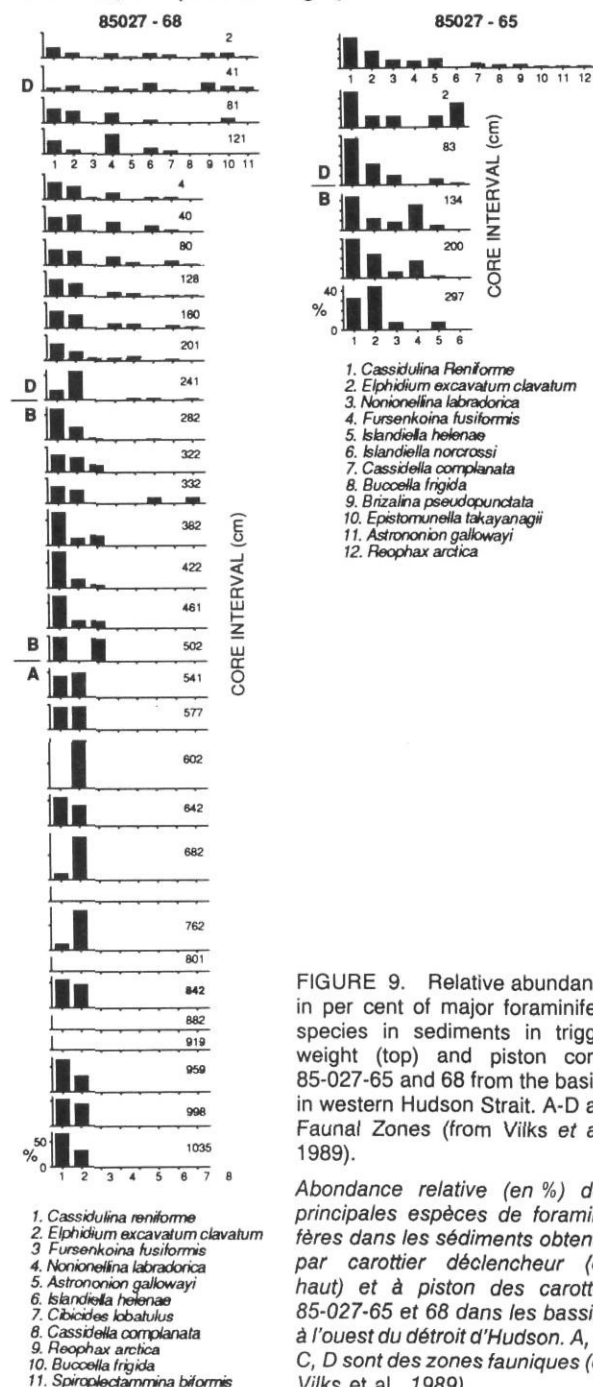 85027 - 68
2
D
41
81
121
1 2 3 4 5 6 7 8 9 10 11
4
40
80
128
160
201
D
241
B
282
322
332
382
422
461
B
502
A
541
577
602
642
682
762
801
842
882
919
959
998
50
%
0
1035
1 2 3 4 5 6 7 8
CORE INTERVAL (cm)
1. Cassidulina reniforme
2. Elphidium excavatum clavatum
3 Fursenkoina fusiformis
4. Nonionellina labradorica
5. Astrononion gallowayi
6. Islandiella helenae
7. Cibicides lobatulus
8. Cassidella complanata
9. Reophax arctica
10. Buccella frigida
11. Spiroplectammina biformis
85027 - 65
1 2 3 4 5 6 7 8 9 10 11 12
2
83
D
B
134
200
40
%
0
297
1 2 3 4 5 6
CORE INTERVAL (cm)
1. Cassidulina Reniforme
2. Elphidium excavatum clavatum
3. Nonionellina labradorica
4. Fursenkoina fusiformis
5. Islandiella helenae
6. Islandiella norcrossi
7. Cassidella complanata
8. Buccella frigida
9. Brizalina pseudopunctata
10. Epistomunella takayanagii
11. Astrononion gallowayi
12. Reophax arctica
FIGURE 9. Relative abundan
in per cent of major foraminife
species in sediments in trigg
weight (top) and piston cor
85-027-65 and 68 from the basi
in western Hudson Strait. A-D a
Faunal Zones (from Vilks et a
1989).
Abondance relative (en %) d
principales espèces de foramin
fères dans les sédiments obten
par carottier déclencheur (
haut) et à piston des carott
85-027-65 et 68 dans les bassi
à l'ouest du détroit d'Hudson. A,
C, D sont des zones fauniques (
Vilks et al., 1989)